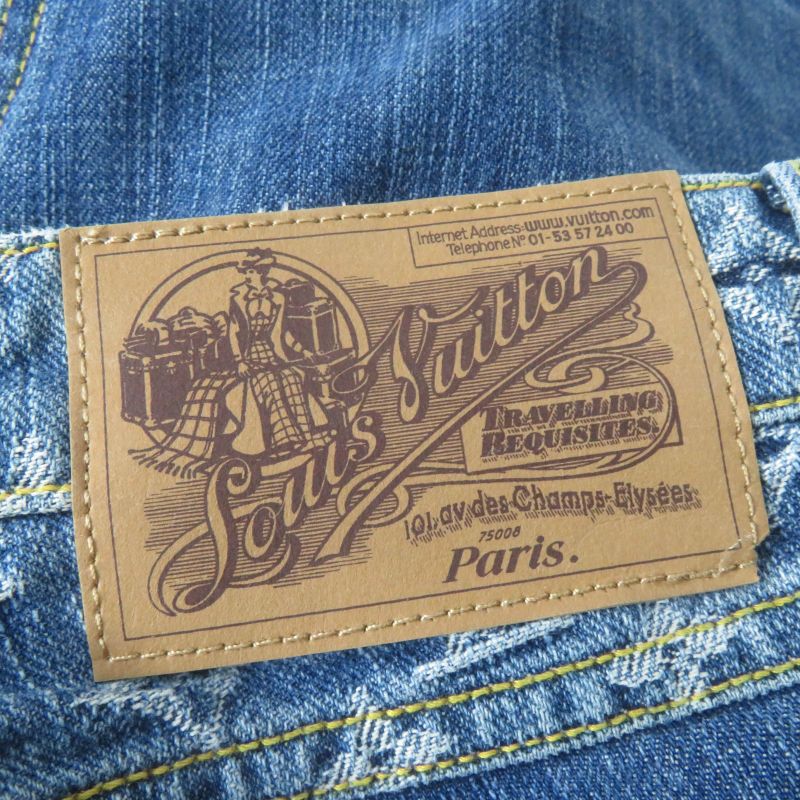 Internet Address:www.vuitton.com
Telephone N° 01-53 57 24 00
Louis Vuitton
TRAVELLING
REQUISITES.
101.av des Champs-Elysées
75008
Paris.